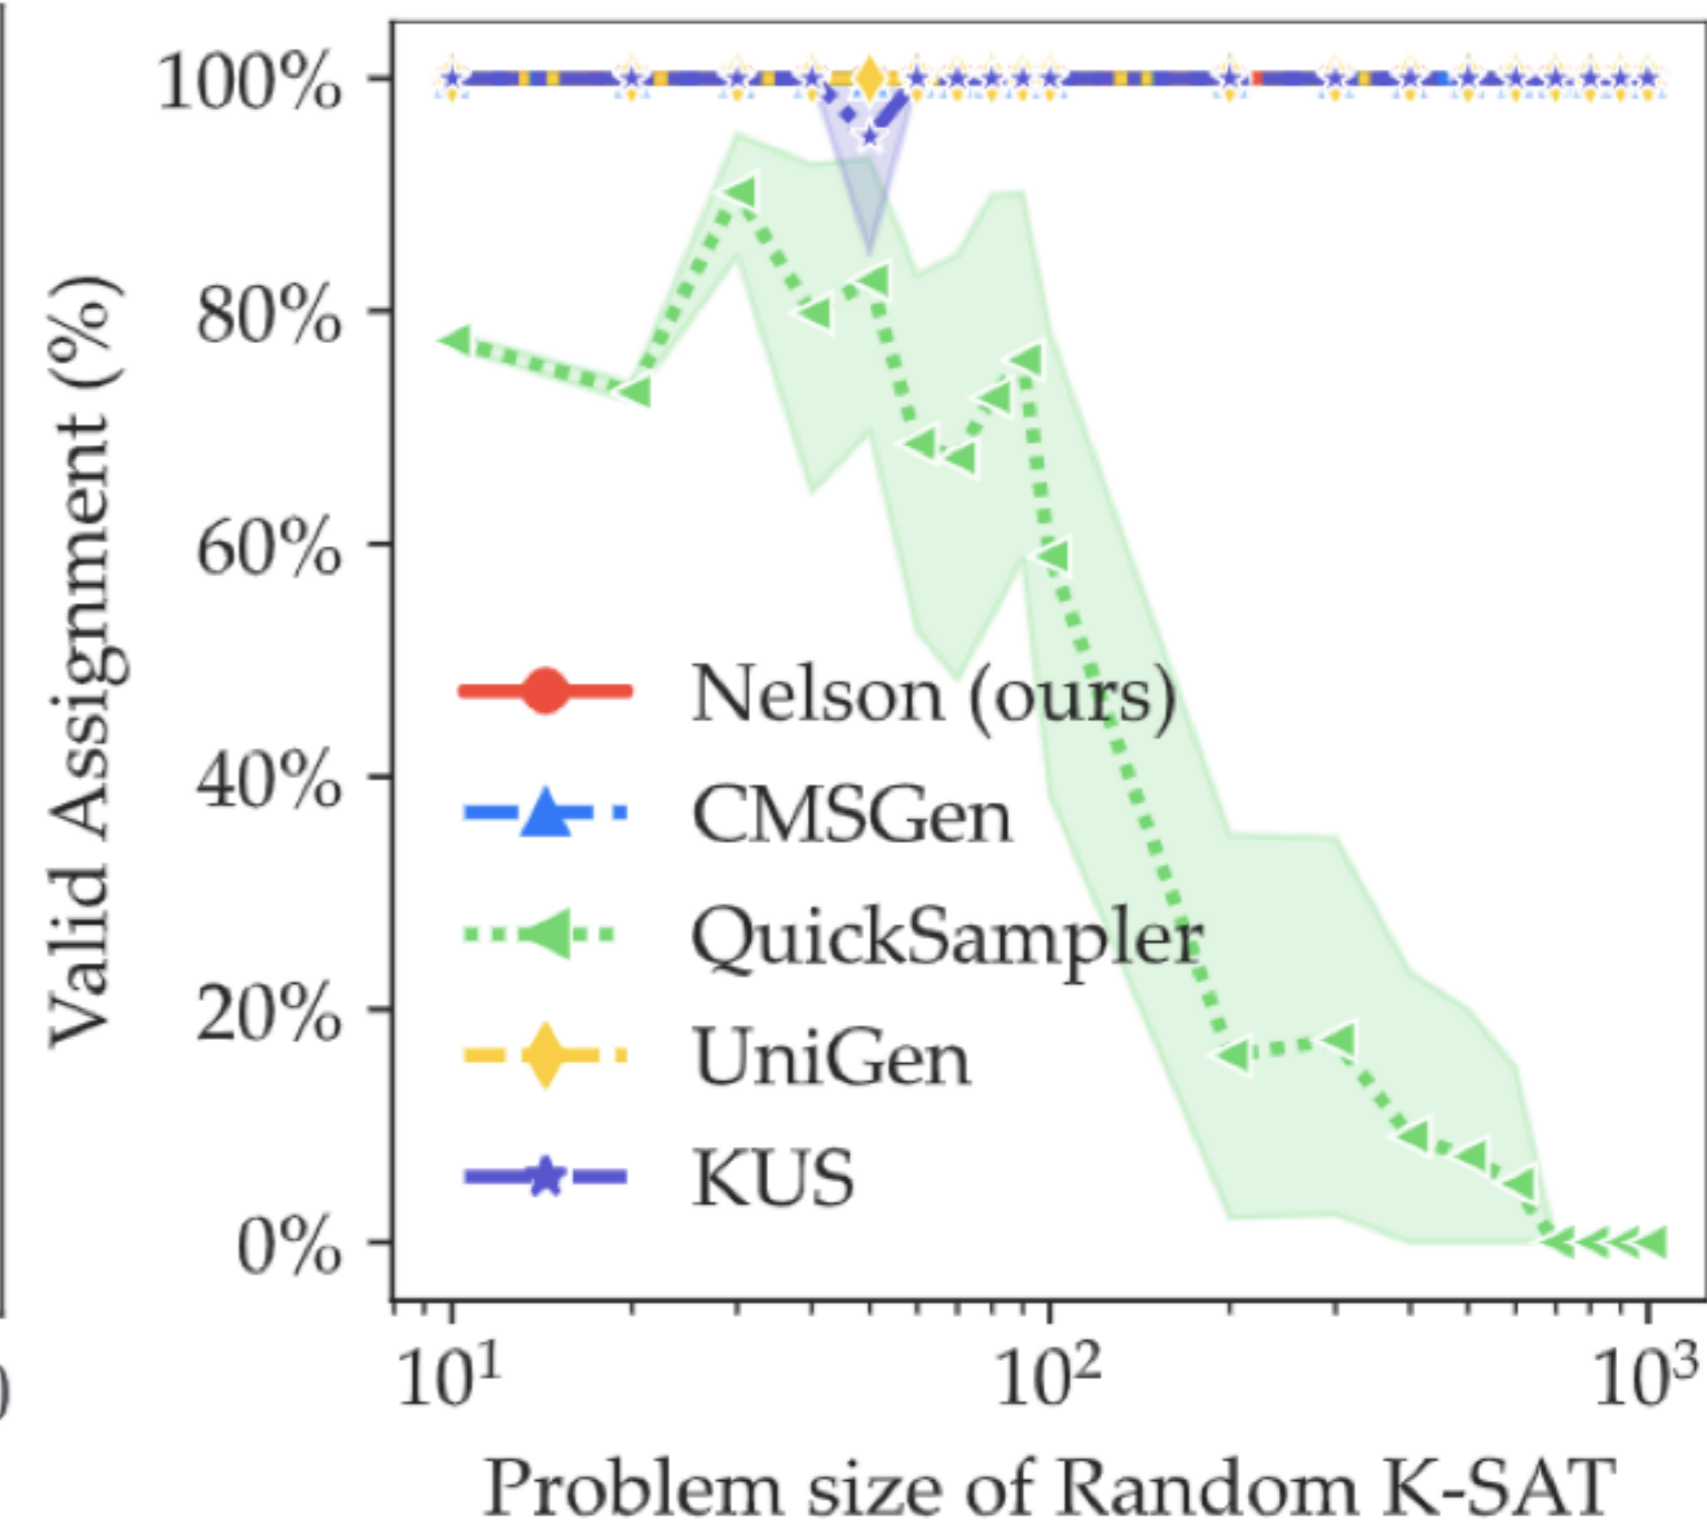 100%
80%
60%
40%
20%
0%
Valid Assignment (%)
Nelson (ours)
CMSGen
QuickSampler
UniGen
KUS
10¹
10²
10³
Problem size of Random K-SAT